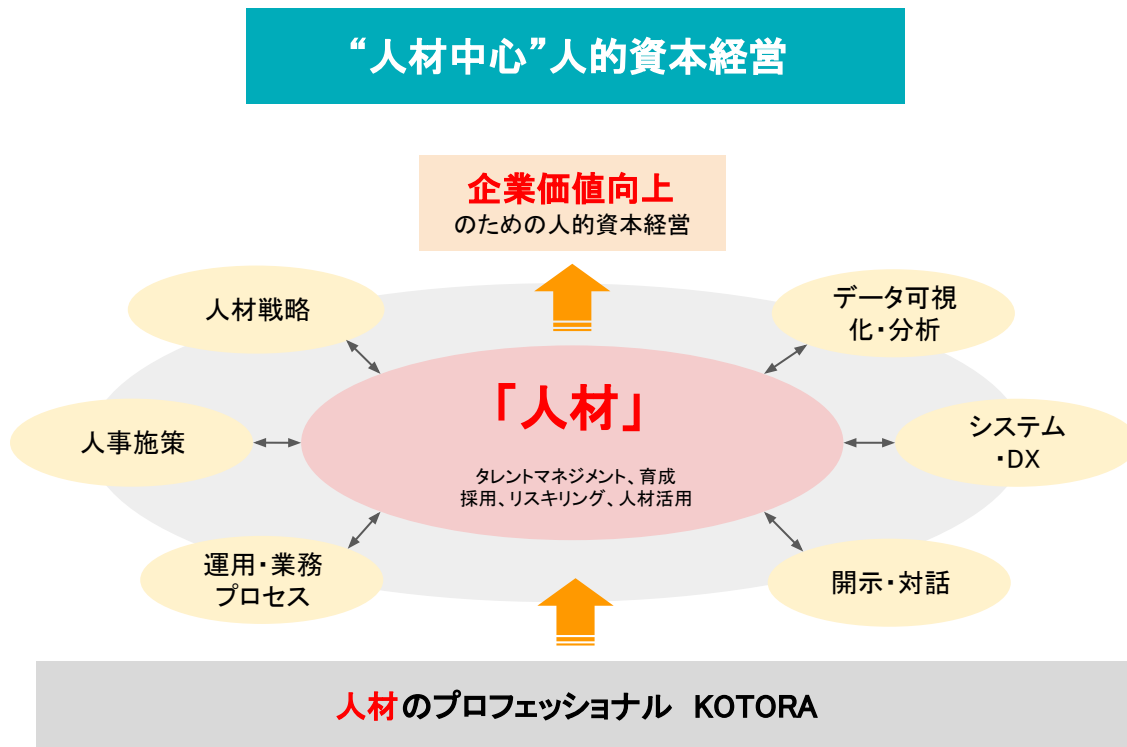 “人材中心”人的資本経営
企業価値向上
のための人的資本経営
人材戦略
データ可視
化・分析
「人材」
タレントマネジメント、育成
採用、リスキリング、人材活用
人事施策
システム
・DX
運用・業務
プロセス
開示・対話
人材のプロフェッショナル　KOTORA